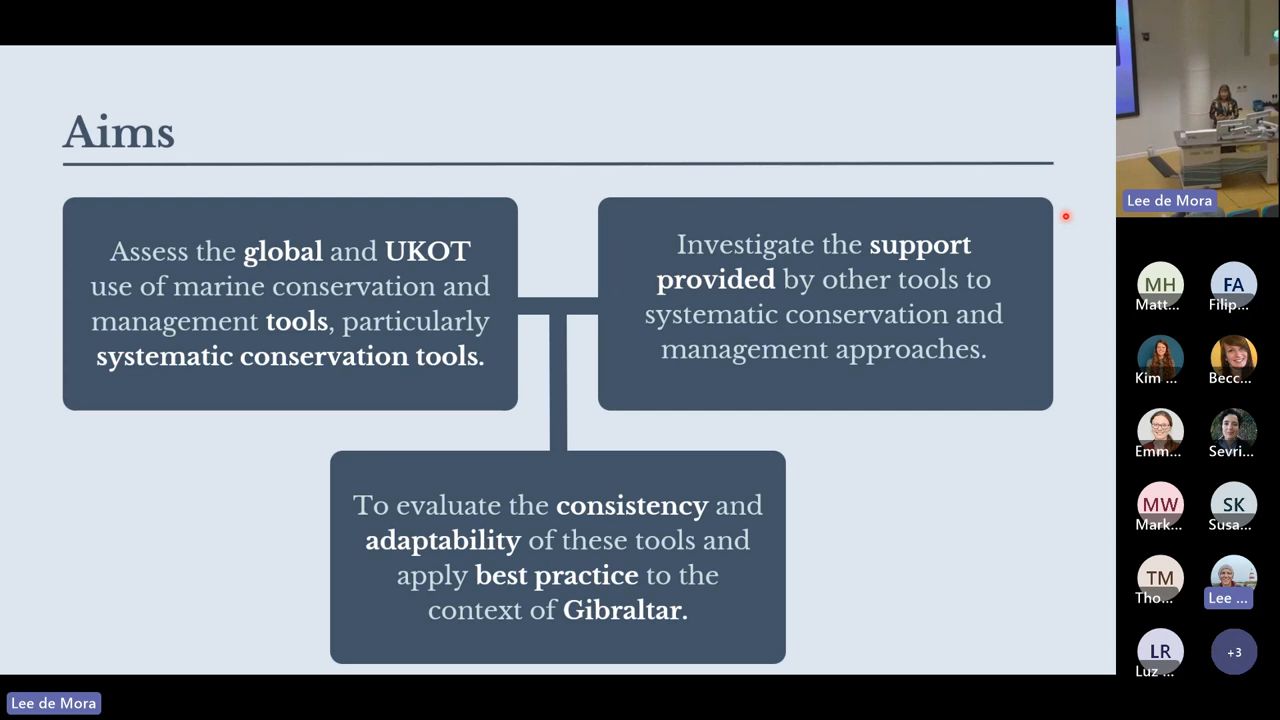 Aims
Assess the global and UKOT
use of marine conservation and
management tools, particularly
systematic conservation tools.
Investigate the support
provided by other tools to
systematic conservation and
management approaches.
To evaluate the consistency and
adaptability of these tools and
apply best practice to the
context of Gibraltar.
Lee de Mora
Lee de Mora
MH
Matt...
FA
Filip...
Kim ...
Becc...
Emm...
Sevri...
MW
Mark...
SK
Susa...
TM
Tho...
Lee ...
LR
Luz ...
+3